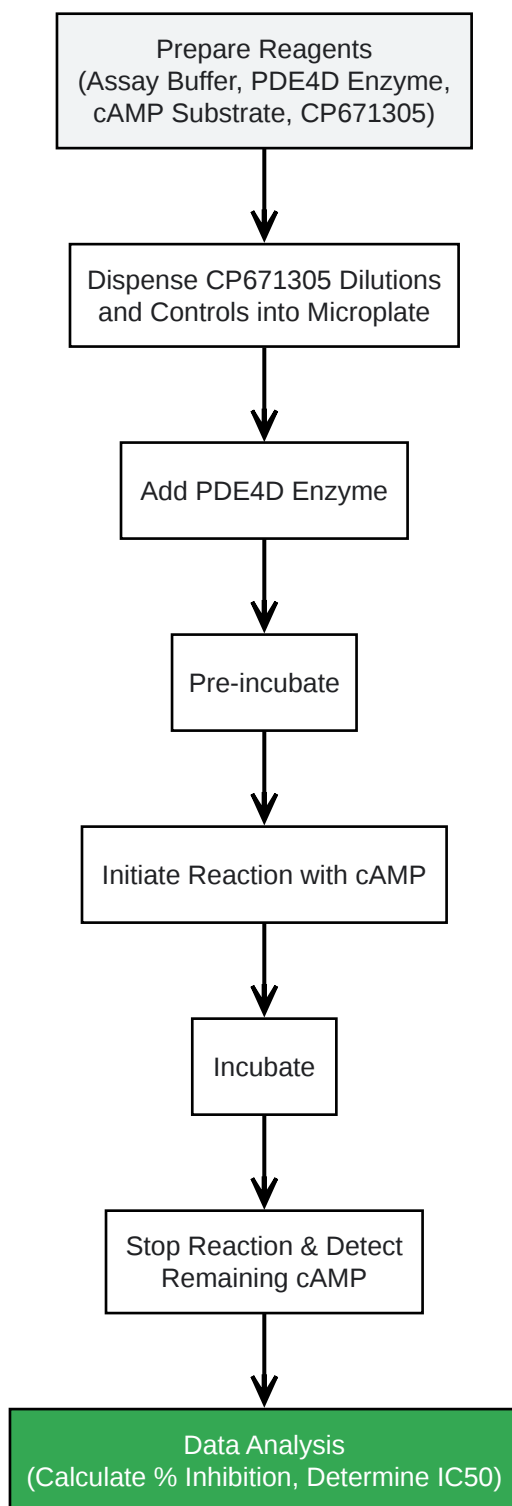 Prepare Reagents
(Assay Buffer, PDE4D Enzyme,
cAMP Substrate, CP671305)
Dispense CP671305 Dilutions
and Controls into Microplate
Add PDE4D Enzyme
Pre-incubate
Initiate Reaction with cAMP
Incubate
Stop Reaction & Detect
Remaining cAMP
Data Analysis
(Calculate % Inhibition, Determine IC50)